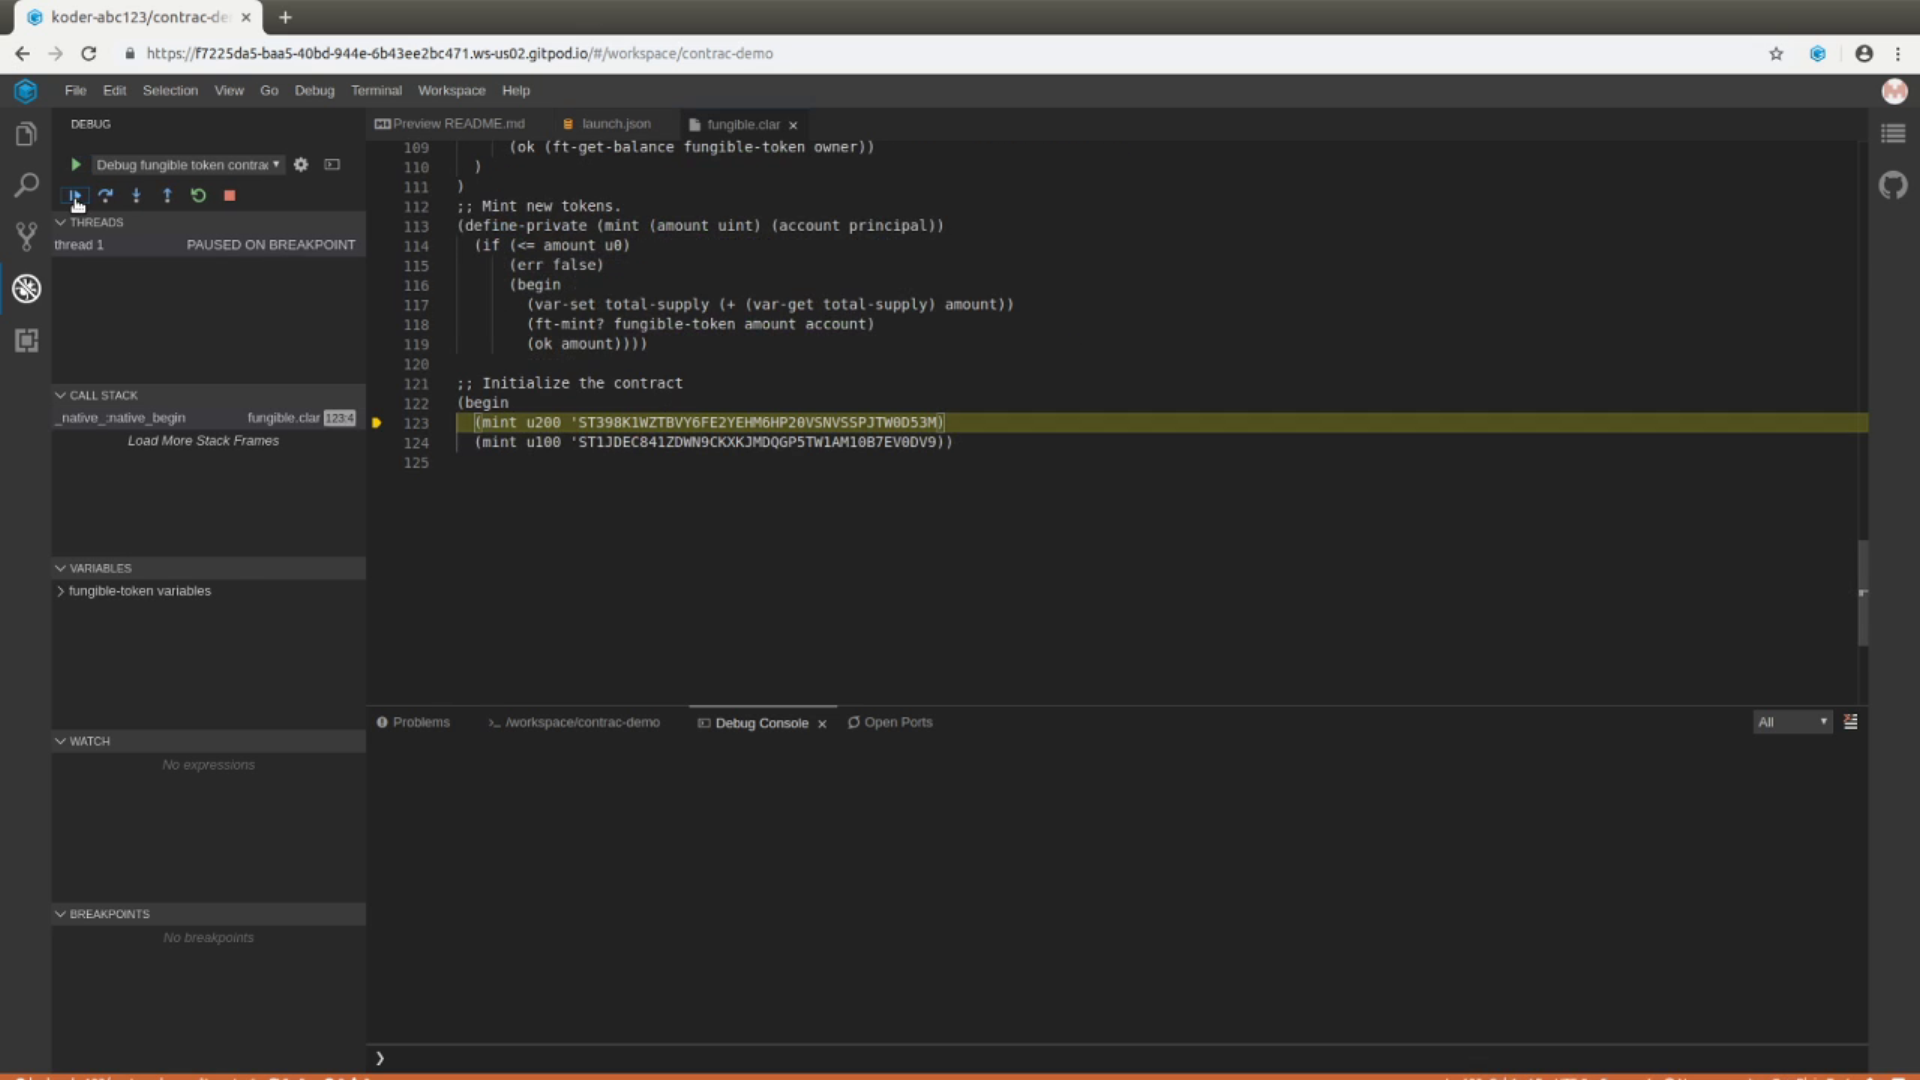 koder-abc123/contrac-de
https://f7225da5-baa5-40bd-944e-6b43ee2bc471.ws-us02.gitpod.io/#/workspace/contrac-demo
File Edit Selection View Go Debug Terminal Workspace Help
DEBUG
Preview README.md launch.json fungible.clar
Debug fungible token contrac
THREADS
thread 1 PAUSED ON BREAKPOINT
CALL STACK
_native_:native_begin fungible.clar 123:4
Load More Stack Frames
VARIABLES
fungible-token variables
WATCH
No expressions
BREAKPOINTS
No breakpoints
109 (ok (ft-get-balance fungible-token owner))
110 )
111 )
112 ;; Mint new tokens.
113 (define-private (mint (amount uint) (account principal))
114 (if (<= amount u0)
115 (err false)
116 (begin
117 (var-set total-supply (+ (var-get total-supply) amount))
118 (ft-mint? fungible-token amount account)
119 (ok amount))))
120
121 ;; Initialize the contract
122 (begin
123 (mint u200 'ST398K1WZTBVY6FE2YEHM6HP20VSNVSSPJTW0D53M)
124 (mint u100 'ST1JDEC841ZDWN9CKXKJMDQGP5TW1AM10B7EV0DV9))
125
Problems >_ /workspace/contrac-demo Debug Console Open Ports All